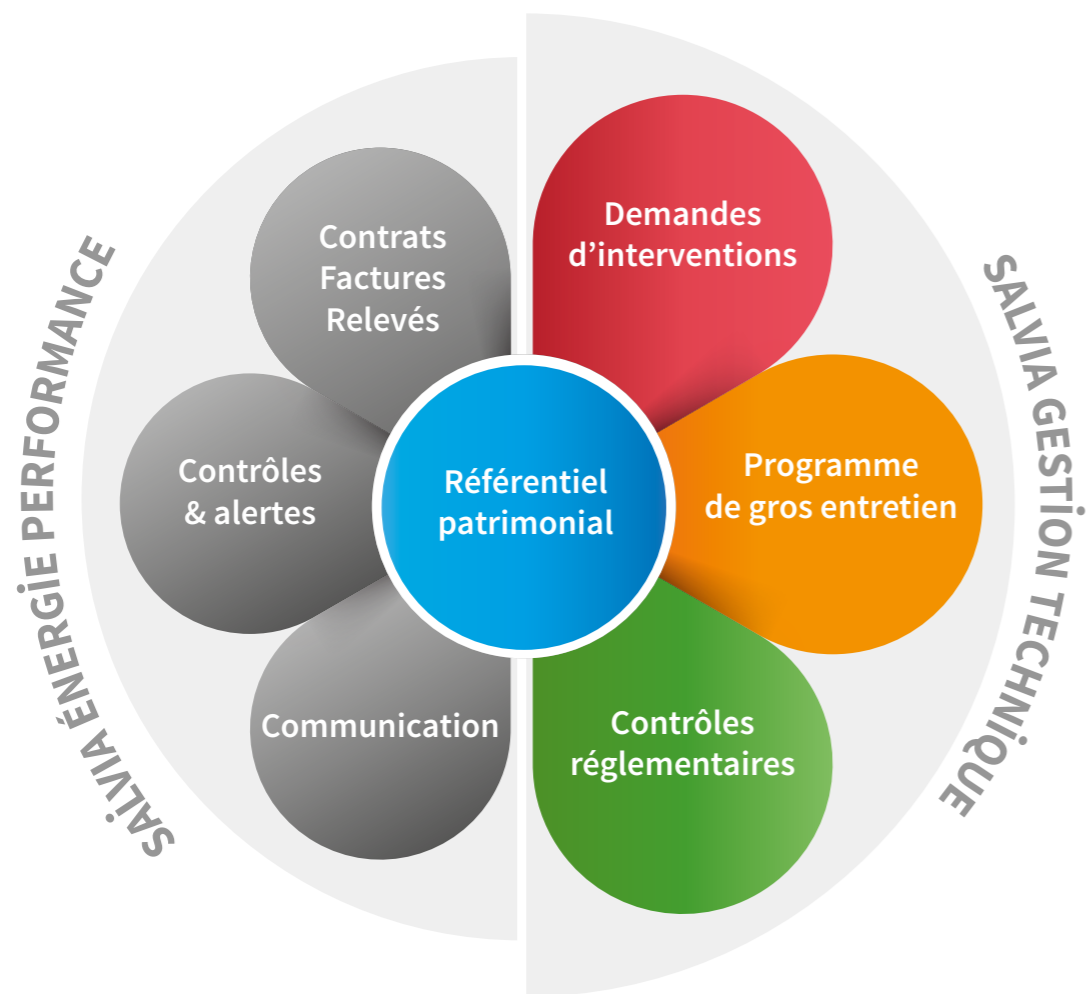 SALVIA ÉNERGIE PERFORMANCE
Contrats
Factures
Relevés
Contrôles
& alertes
Communication
Référentiel
patrimonial
Demandes
d’interventions
Programme
de gros entretien
Contrôles
réglementaires
SALVIA GESTION TECHNIQUE